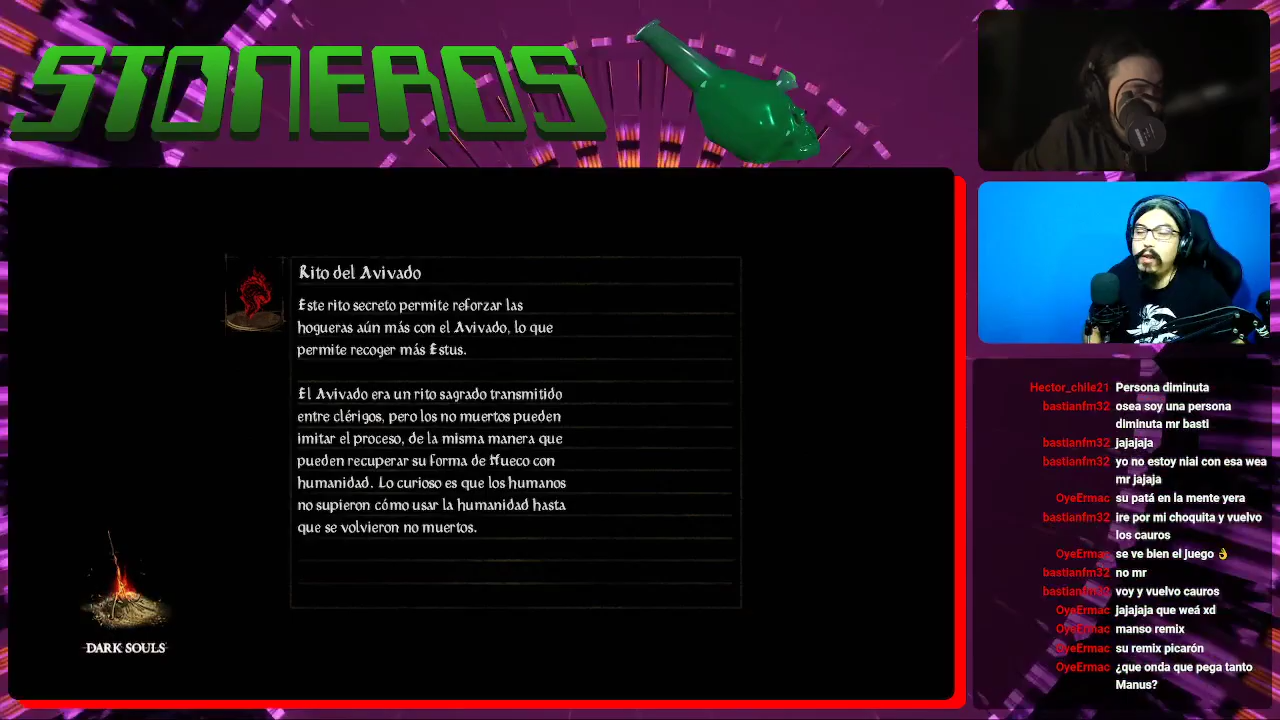 STONEROS
Rito del Avivado
Este rito secreto permite reforzar las
hogueras aún más con el Avivado, lo que
permite recoger más Estus.
El Avivado era un rito sagrado transmitido
entre clérigos, pero los no muertos pueden
imitar el proceso, de la misma manera que
pueden recuperar su forma de Hueco con
humanidad. Lo curioso es que los humanos
no supieron cómo usar la humanidad hasta
que se volvieron no muertos.
DARK SOULS
Hector_chile21 Persona diminuta
bastianfm32 osea soy una persona
diminuta mr basti
bastianfm32 jajajaja
bastianfm32 yo no estoy nial con esa wea
mr jajaja
OyeErmac su patá en la mente yera
bastianfm32 ire por mi choquita y vuelvo
los cauros
OyeErmac se ve bien el juego 👌
bastianfm32 no mr
bastianfm32 voy y vuelvo cauros
OyeErmac jajajaja que weá xd
OyeErmac manso remix
OyeErmac su remix picarón
OyeErmac ¿que onda que pega tanto
Manus?